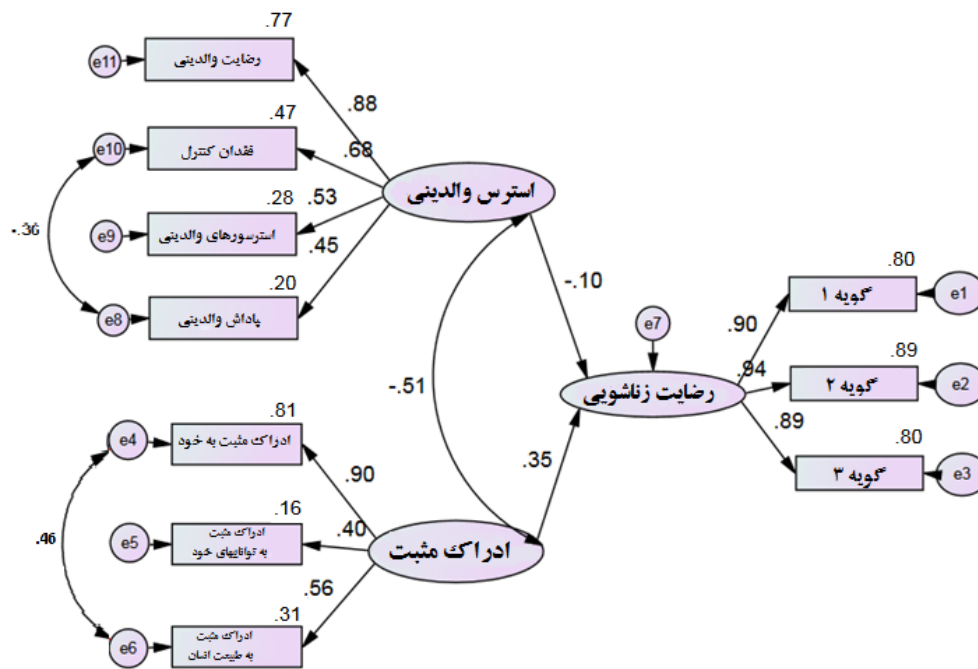 .77
e11
رضایت والدینی
.88
.47
e10
فقدان کنترل
.68
استرس والدینی
-.36
.28
.53
e9
استرسورهای والدینی
.45
.20
e8
پاداش والدینی
-.10
.80
e1
گویه ۱
.90
e7
.89
e2
گویه ۲
.94
رضایت زناشویی
-.51
.89
.80
e3
گویه ۳
.81
e4
ادراک مثبت به خود
.35
.90
.46
.16
e5
ادراک مثبت
به تواناییهای خود
.40
ادراک مثبت
.56
.31
e6
ادراک مثبت
به طبیعت انسان